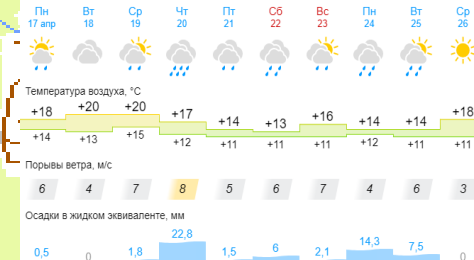 Пн Вт Ср Чт Пт Сб Вс Пн Вт Ср
17 апр 18 19 20 21 22 23 24 25 26
Температура воздуха, °C
+18 +20 +20 +17 +14 +13 +16 +14 +16 +18
+14 +13 +15 +12 +11 +11 +11 +11 +11 +11
Порывы ветра, м/с
6 4 7 8 5 6 7 4 6 3
Осадки в жидком эквиваленте, мм
0,5 0 1,8 22,8 1,5 6 2,1 14,3 7,5 0